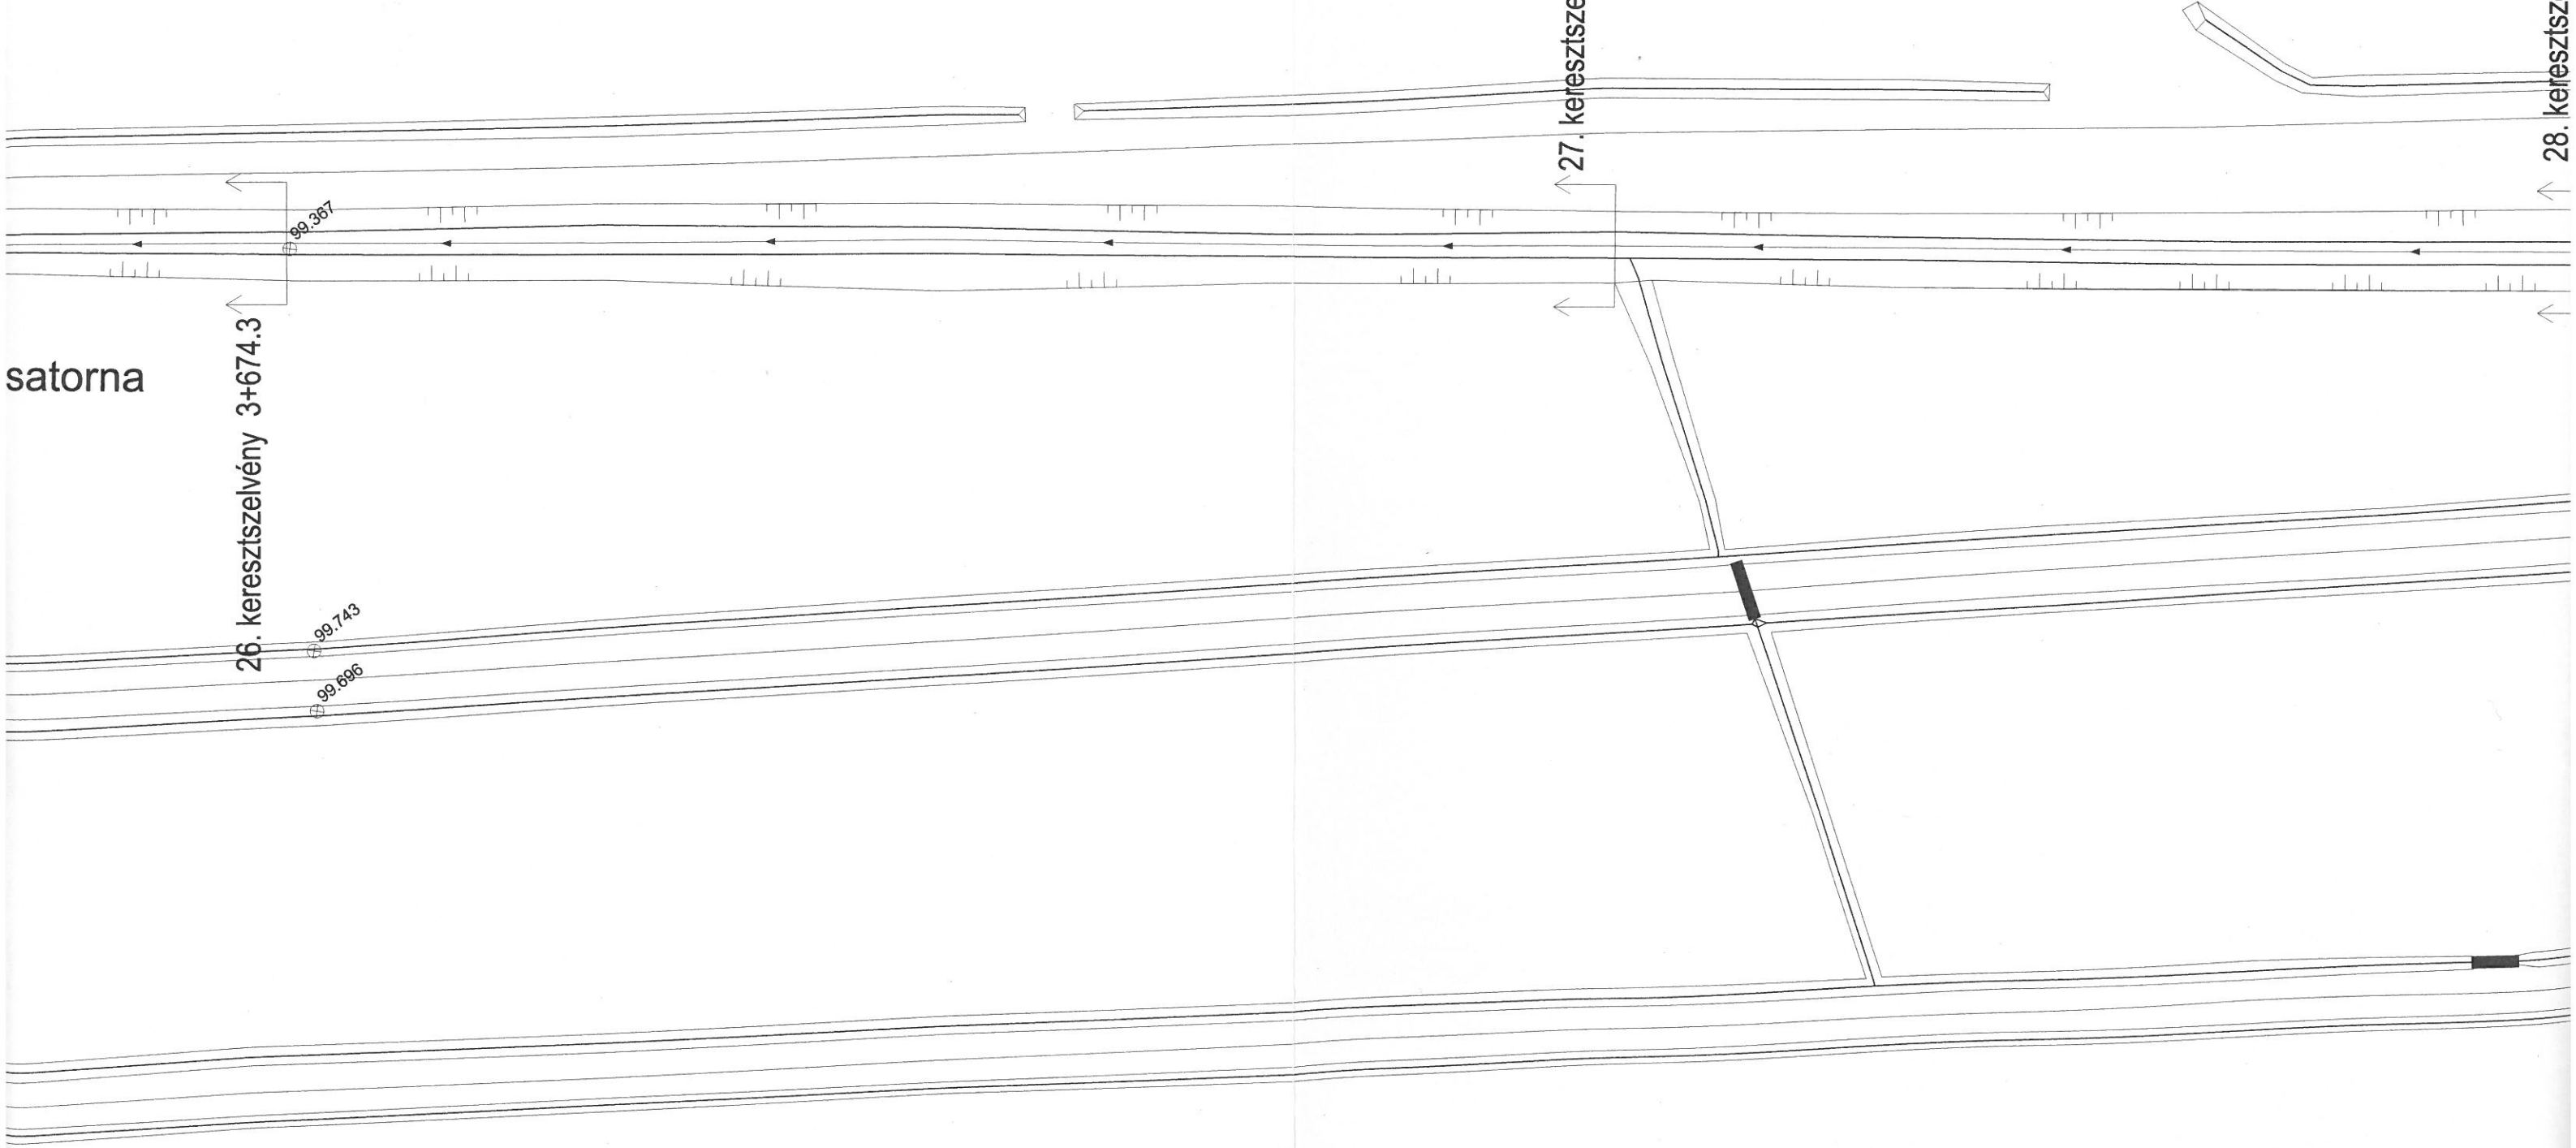 27. keresztsze
28. keresztsz
99.367
satorna
26. keresztszelvény 3+674.3
99.743
99.696